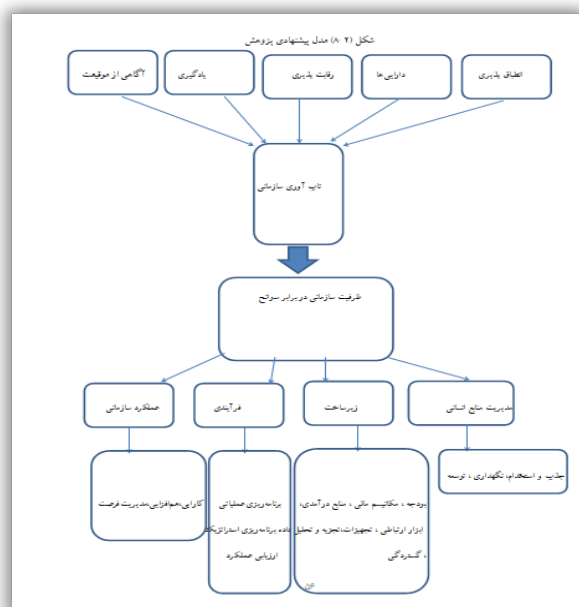 شکل (۲-۸) مدل پیشنهادی پژوهش
انطباق پذیری
دارایی ها
رقابت پذیری
یادگیری
آگاهی از موقیعت
تاب آوری سازمانی
ظرفیت سازمانی در برابر سوانح
مدیریت منابع انسانی
زیرساخت
فرآیندی
عملکرد سازمانی
جذب و استخدام، نگهداری ، توسعه
بودجه ، مکانیسم مالی ، منابع درآمدی،
ابزار ارتباطی ، تجهیزات،تجزیه و تحلیل داده
، گستردگی
برنامه‌ریزی عملیاتی
برنامه‌ریزی استراتژیک
ارزیابی عملکرد
کارایی،هم‌افزایی،مدیریت فرصت
۵۴